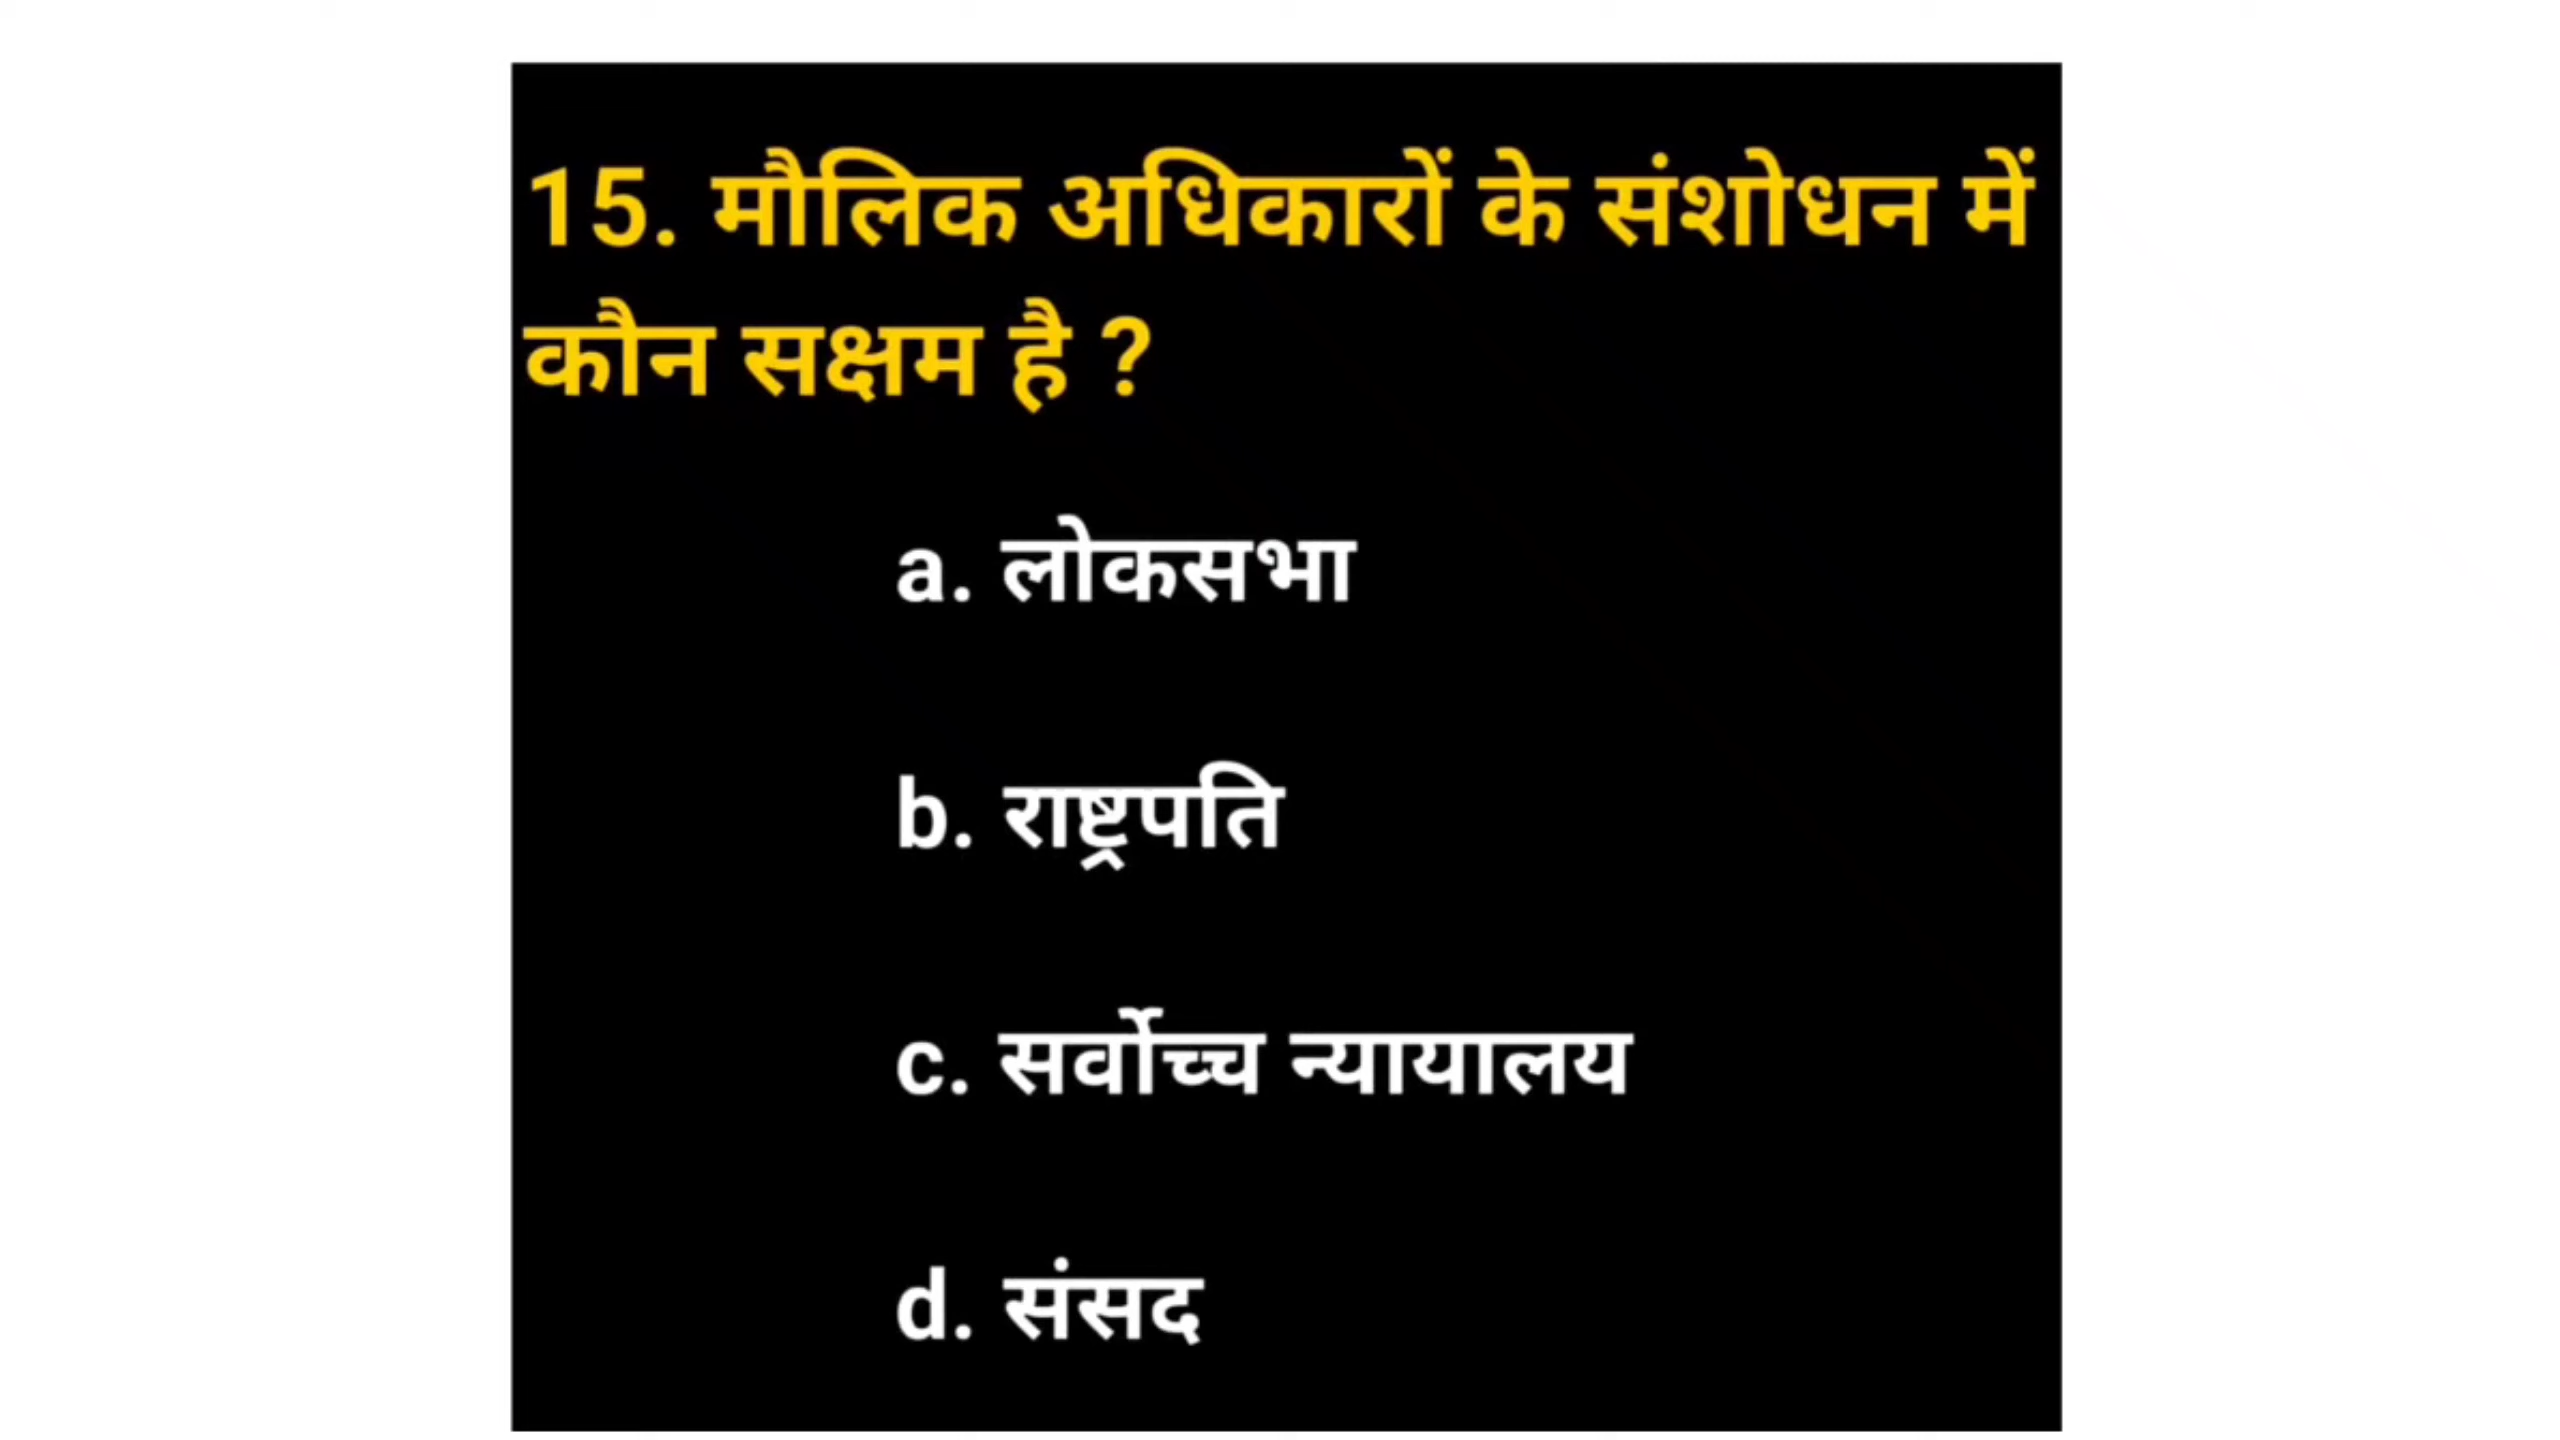 15. मौलिक अधिकारों के संशोधन में
कौन सक्षम है ?
a. लोकसभा
b. राष्ट्रपति
c. सर्वोच्च न्यायालय
d. संसद